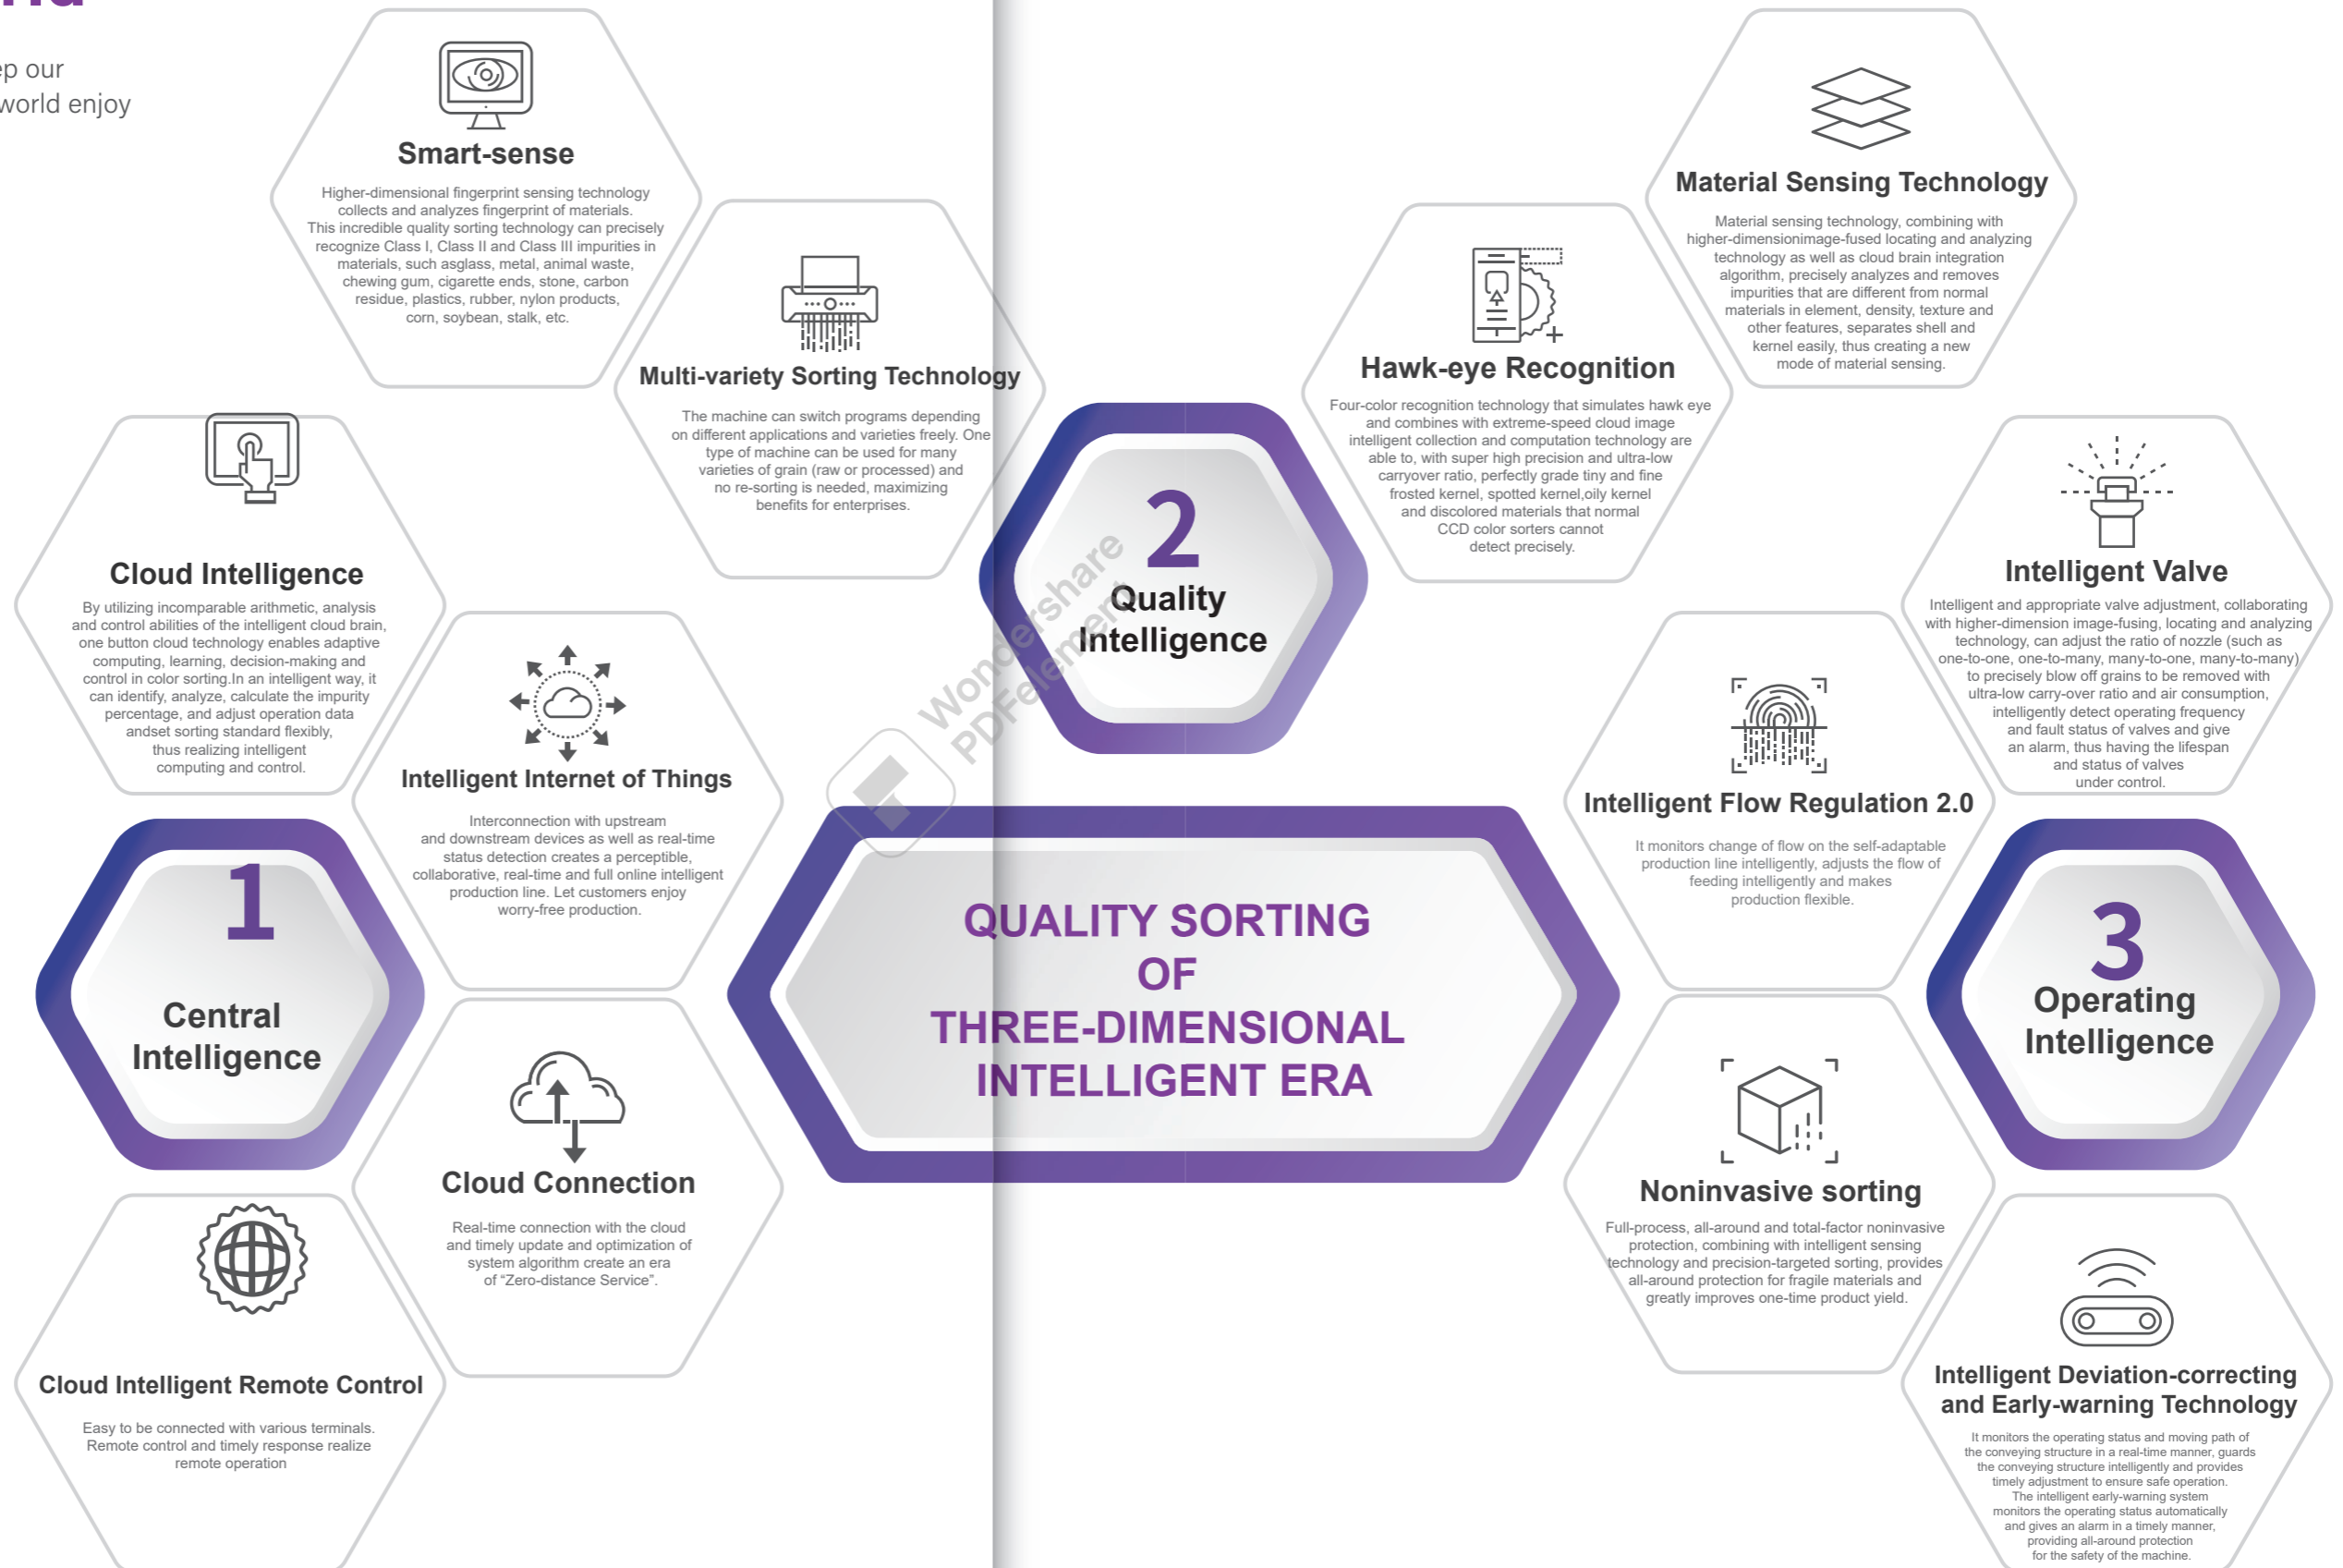 ep our
world enjoy
Smart-sense
Higher-dimensional fingerprint sensing technology
collects and analyzes fingerprint of materials.
This incredible quality sorting technology can precisely
recognize Class I, Class II and Class III impurities in
materials, such asglass, metal, animal waste,
chewing gum, cigarette ends, stone, carbon
residue, plastics, rubber, nylon products,
corn, soybean, stalk, etc.
Multi-variety Sorting Technology
The machine can switch programs depending
on different applications and varieties freely. One
type of machine can be used for many
varieties of grain (raw or processed) and
no re-sorting is needed, maximizing
benefits for enterprises.
Cloud Intelligence
By utilizing incomparable arithmetic, analysis
and control abilities of the intelligent cloud brain,
one button cloud technology enables adaptive
computing, learning, decision-making and
control in color sorting.In an intelligent way, it
can identify, analyze, calculate the impurity
percentage, and adjust operation data
andset sorting standard flexibly,
thus realizing intelligent
computing and control.
Intelligent Internet of Things
Interconnection with upstream
and downstream devices as well as real-time
status detection creates a perceptible,
collaborative, real-time and full online intelligent
production line. Let customers enjoy
worry-free production.
1
Central
Intelligence
Cloud Connection
Real-time connection with the cloud
and timely update and optimization of
system algorithm create an era
of “Zero-distance Service”.
Cloud Intelligent Remote Control
Easy to be connected with various terminals.
Remote control and timely response realize
remote operation
2
Quality
Intelligence
Wondershare
PDFelement
QUALITY SORTING
OF
THREE-DIMENSIONAL
INTELLIGENT ERA
Hawk-eye Recognition
Four-color recognition technology that simulates hawk eye
and combines with extreme-speed cloud image
intelligent collection and computation technology are
able to, with super high precision and ultra-low
carryover ratio, perfectly grade tiny and fine
frosted kernel, spotted kernel,oily kernel
and discolored materials that normal
CCD color sorters cannot
detect precisely.
Material Sensing Technology
Material sensing technology, combining with
higher-dimensionimage-fused locating and analyzing
technology as well as cloud brain integration
algorithm, precisely analyzes and removes
impurities that are different from normal
materials in element, density, texture and
other features, separates shell and
kernel easily, thus creating a new
mode of material sensing.
Intelligent Valve
Intelligent and appropriate valve adjustment, collaborating
with higher-dimension image-fusing, locating and analyzing
technology, can adjust the ratio of nozzle (such as
one-to-one, one-to-many, many-to-one, many-to-many)
to precisely blow off grains to be removed with
ultra-low carry-over ratio and air consumption,
intelligently detect operating frequency
and fault status of valves and give
an alarm, thus having the lifespan
and status of valves
under control.
Intelligent Flow Regulation 2.0
It monitors change of flow on the self-adaptable
production line intelligently, adjusts the flow of
feeding intelligently and makes
production flexible.
3
Operating
Intelligence
Noninvasive sorting
Full-process, all-around and total-factor noninvasive
protection, combining with intelligent sensing
technology and precision-targeted sorting, provides
all-around protection for fragile materials and
greatly improves one-time product yield.
Intelligent Deviation-correcting
and Early-warning Technology
It monitors the operating status and moving path of
the conveying structure in a real-time manner, guards
the conveying structure intelligently and provides
timely adjustment to ensure safe operation.
The intelligent early-warning system
monitors the operating status automatically
and gives an alarm in a timely manner,
providing all-around protection
for the safety of the machine.